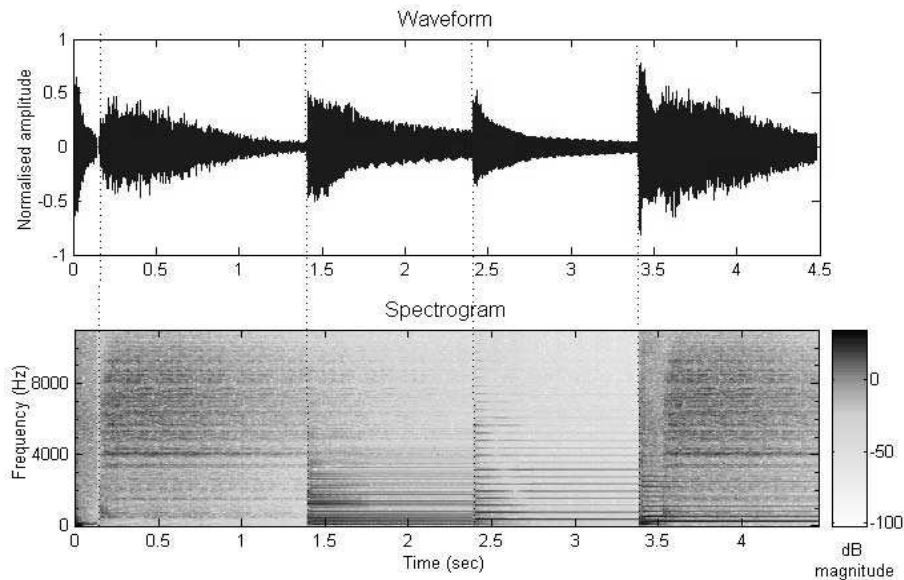 Waveform
Normalised amplitude
1
0.5
0
-0.5
-1
0 0.5 1 1.5 2 2.5 3 3.5 4 4.5
Spectrogram
Frequency (Hz)
8000
4000
0
0 0.5 1 1.5 2 2.5 3 3.5 4
Time (sec)
0
-50
-100
dB
magnitude